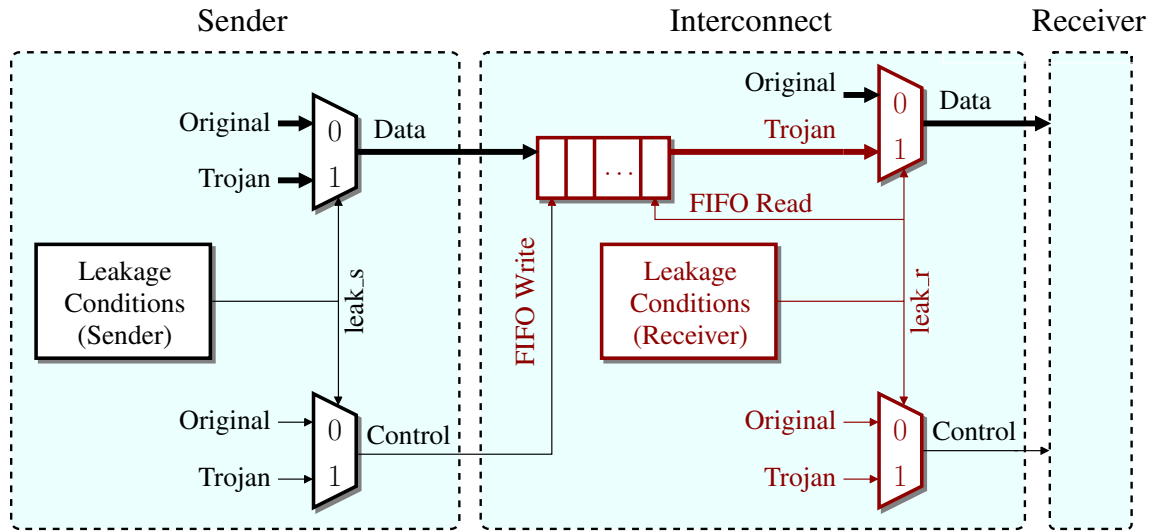 Sender
Interconnect
Receiver
Original
Trojan
0
1
Data
Leakage
Conditions
(Sender)
leak_s
Original
Trojan
0
1
Control
FIFO Write
...
FIFO Read
Original
Trojan
0
1
Data
Leakage
Conditions
(Receiver)
leak_r
Original
Trojan
0
1
Control